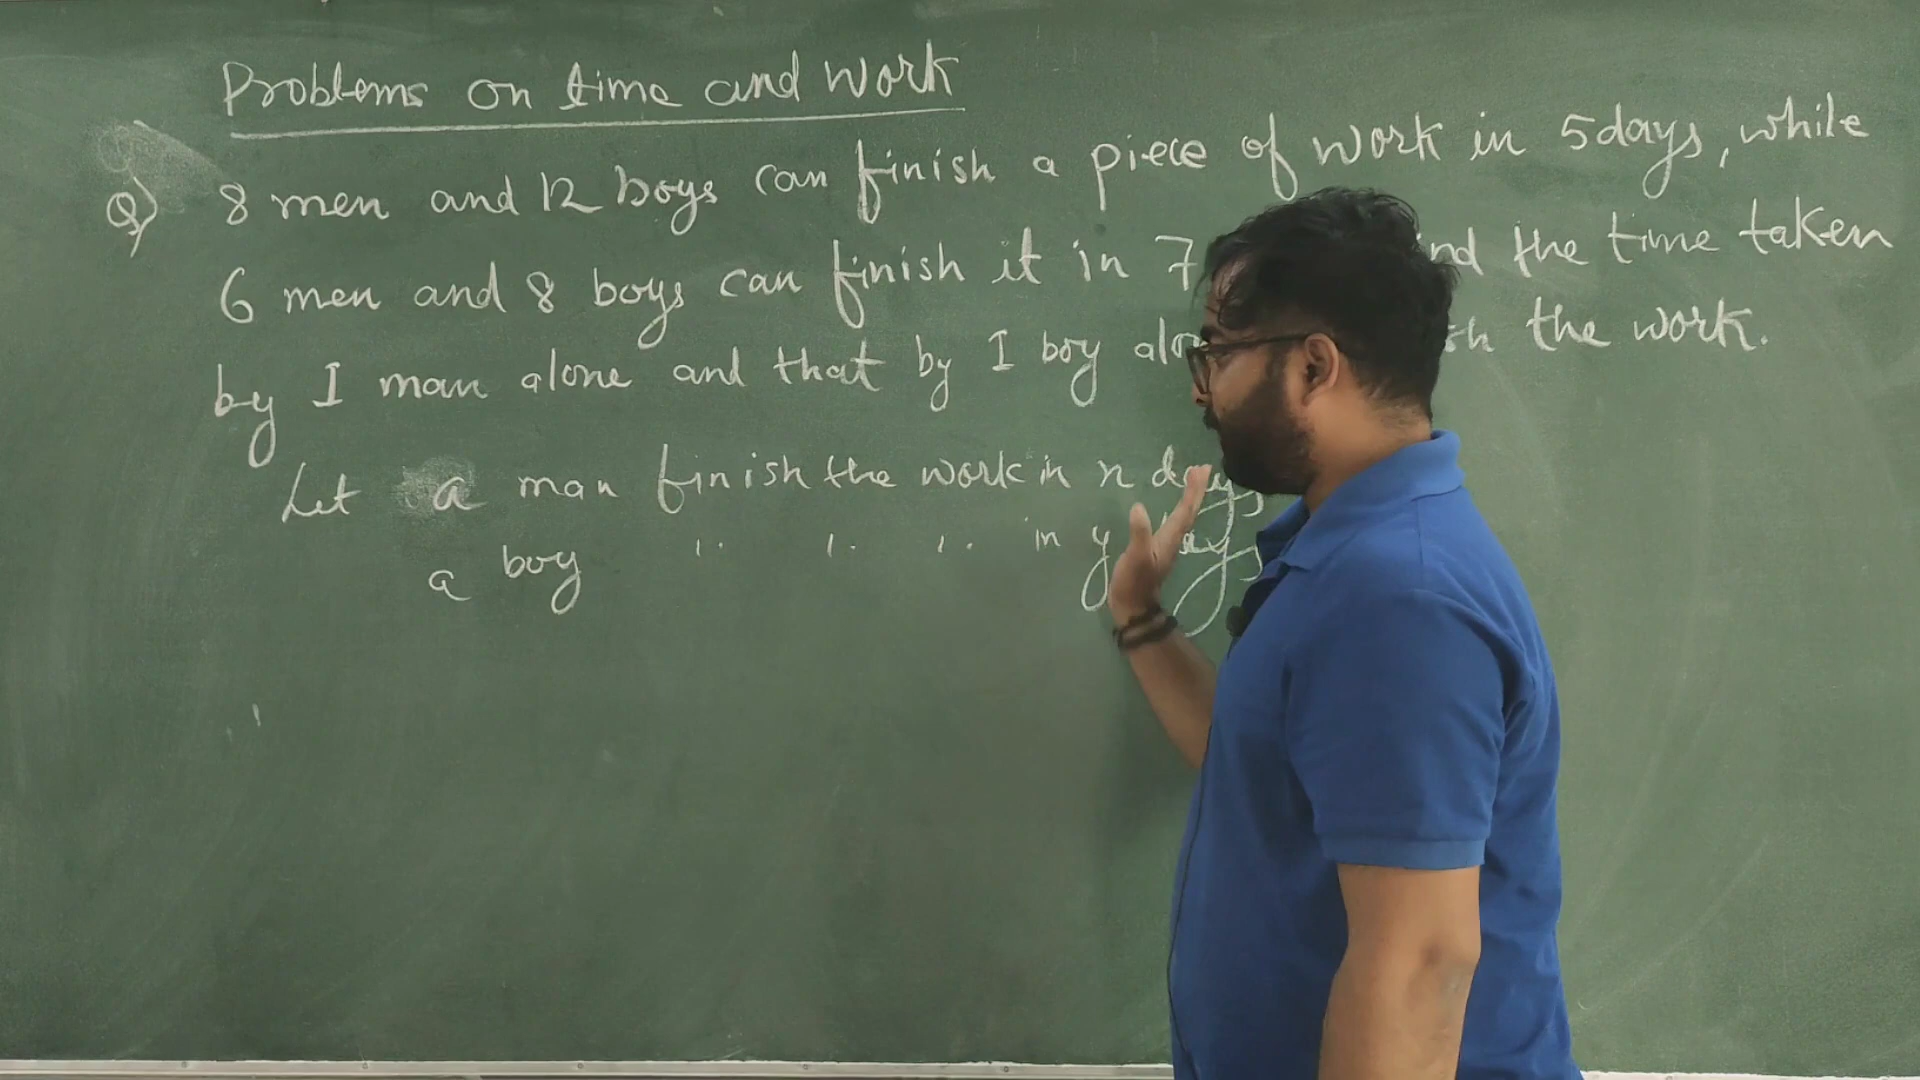 Problems on time and work
Q) 8 men and 12 boys can finish a piece of work in 5 days, while
6 men and 8 boys can finish it in 7 the time taken
by 1 man alone and that by 1 boy the work.
Let a man finish the work in x days
a boy " " " in y days